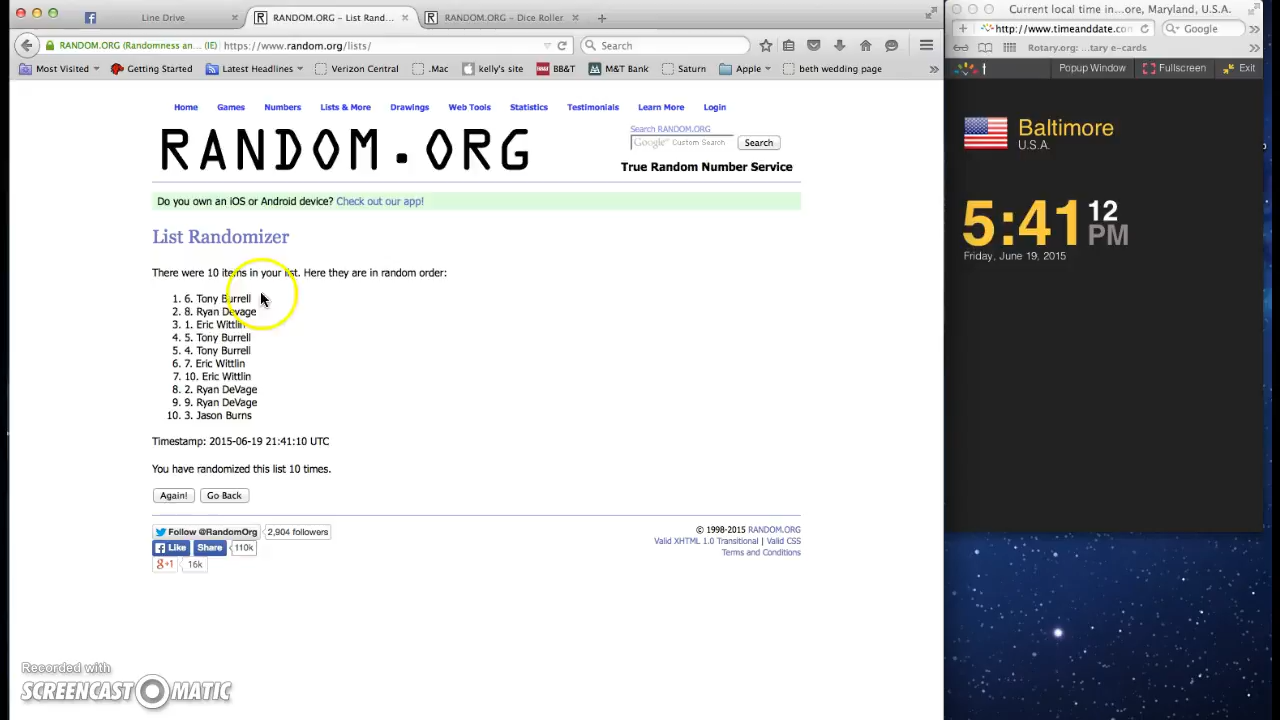 Line Drive
RANDOM.ORG - List Rand...
RANDOM.ORG - Dice Roller
RANDOM.ORG (Randomness an... (IE)
https://www.random.org/lists/
Search
Most Visited
Getting Started
Latest Headlines
Verizon Central
.Mac
kelly's site
BB&T
M&T Bank
Saturn
Apple
beth wedding page
Home
Games
Numbers
Lists & More
Drawings
Web Tools
Statistics
Testimonials
Learn More
Login
RANDOM.ORG
Search RANDOM.ORG
Google Custom Search
Search
True Random Number Service
Do you own an iOS or Android device? Check out our app!
List Randomizer
There were 10 items in your list. Here they are in random order:
1. 6. Tony Burrell
2. 8. Ryan Devage
3. 1. Eric Wittlin
4. 5. Tony Burrell
5. 4. Tony Burrell
6. 7. Eric Wittlin
7. 10. Eric Wittlin
8. 2. Ryan DeVage
9. 9. Ryan DeVage
10. 3. Jason Burns
Timestamp: 2015-06-19 21:41:10 UTC
You have randomized this list 10 times.
Again!
Go Back
Follow @RandomOrg
2,904 followers
Like
Share
110k
g+1
16k
© 1998-2015 RANDOM.ORG
Valid XHTML 1.0 Transitional | Valid CSS
Terms and Conditions
Recorded with
SCREENCAST-O-MATIC
Current local time in...ore, Maryland, U.S.A.
http://www.timeanddate.com
Google
Rotary.org:...tary e-cards
Popup Window
Fullscreen
Exit
Baltimore
U.S.A.
5:41 12 PM
Friday, June 19, 2015